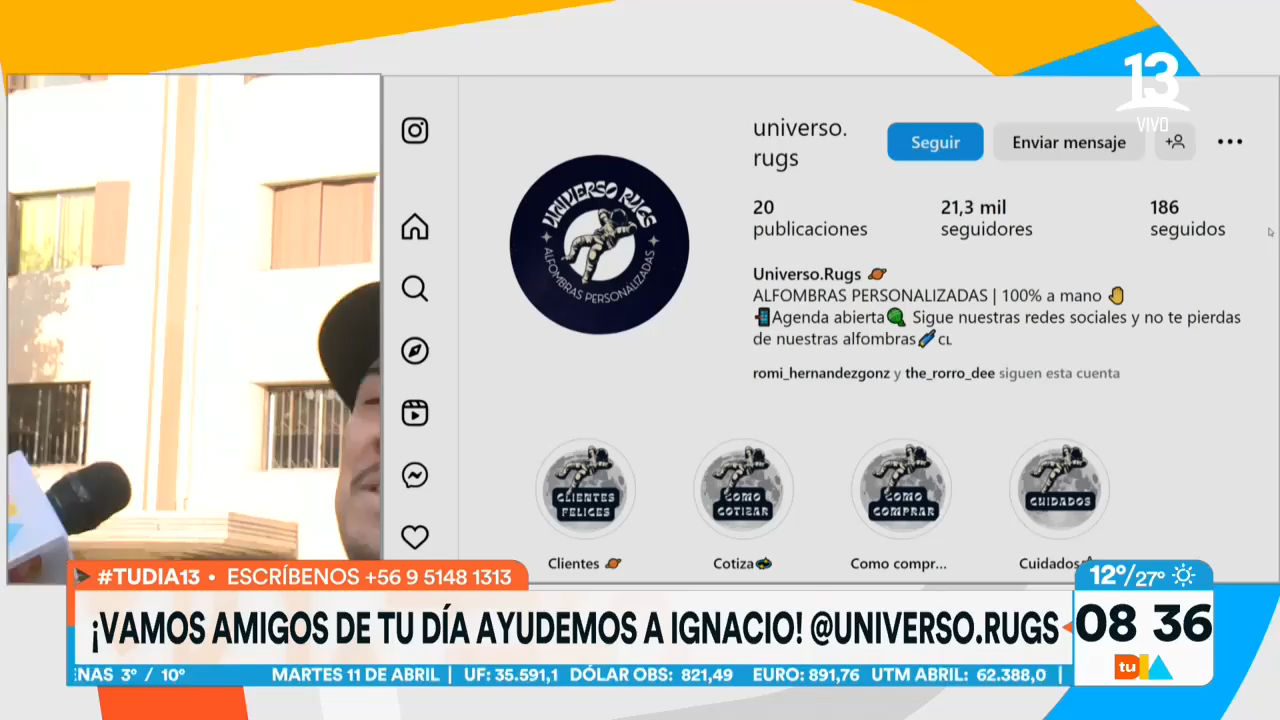 13
VIVO
universo.
rugs
Seguir
Enviar mensaje
20
publicaciones
21,3 mil
seguidores
186
seguidos
UNIVERSO RUGS
ALFOMBRAS PERSONALIZADAS
Universo.Rugs 🪐
ALFOMBRAS PERSONALIZADAS | 100% a mano 🤚
📲Agenda abierta Sigue nuestras redes sociales y no te pierdas
de nuestras alfombras CL
romi_hernandezgonz y the_rorro_dee siguen esta cuenta
CLIENTES
FELICES
COMO
COTIZAR
COMO
COMPRAR
CUIDADOS
Clientes 🪐
Cotiza
Como compr...
Cuidados
#TUDIA13 • ESCRÍBENOS +56 9 5148 1313
¡VAMOS AMIGOS DE TU DÍA AYUDEMOS A IGNACIO! @UNIVERSO.RUGS
12°/27°
08 36
tu DÍA
ENAS 3° / 10° MARTES 11 DE ABRIL | UF: 35.591,1 DÓLAR OBS: 821,49 EURO: 891,76 UTM ABRIL: 62.388,0 |